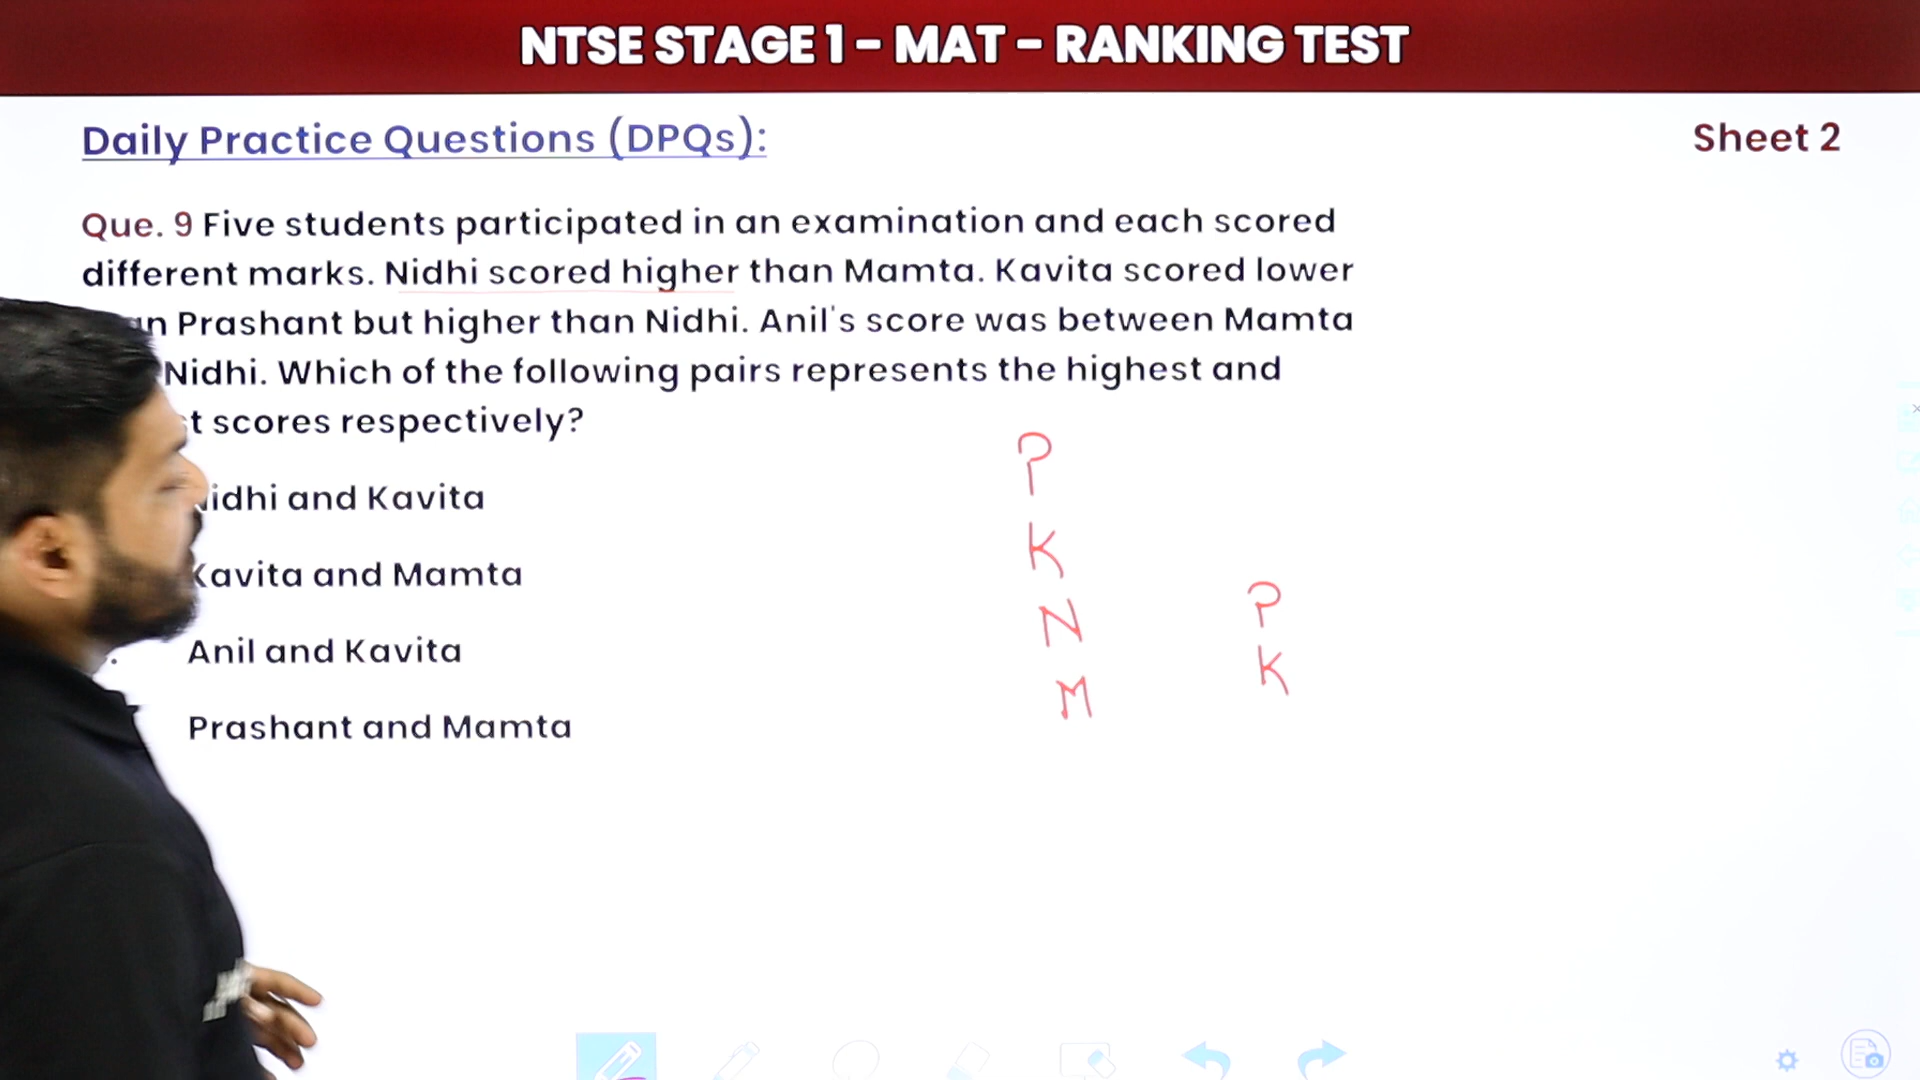 NTSE STAGE 1 – MAT – RANKING TEST
Daily Practice Questions (DPQs):
Sheet 2
Que. 9 Five students participated in an examination and each scored
different marks. Nidhi scored higher than Mamta. Kavita scored lower
Prashant but higher than Nidhi. Anil's score was between Mamta
Nidhi. Which of the following pairs represents the highest and
scores respectively?
Nidhi and Kavita
Kavita and Mamta
Anil and Kavita
Prashant and Mamta
P
K
N
M
P
K